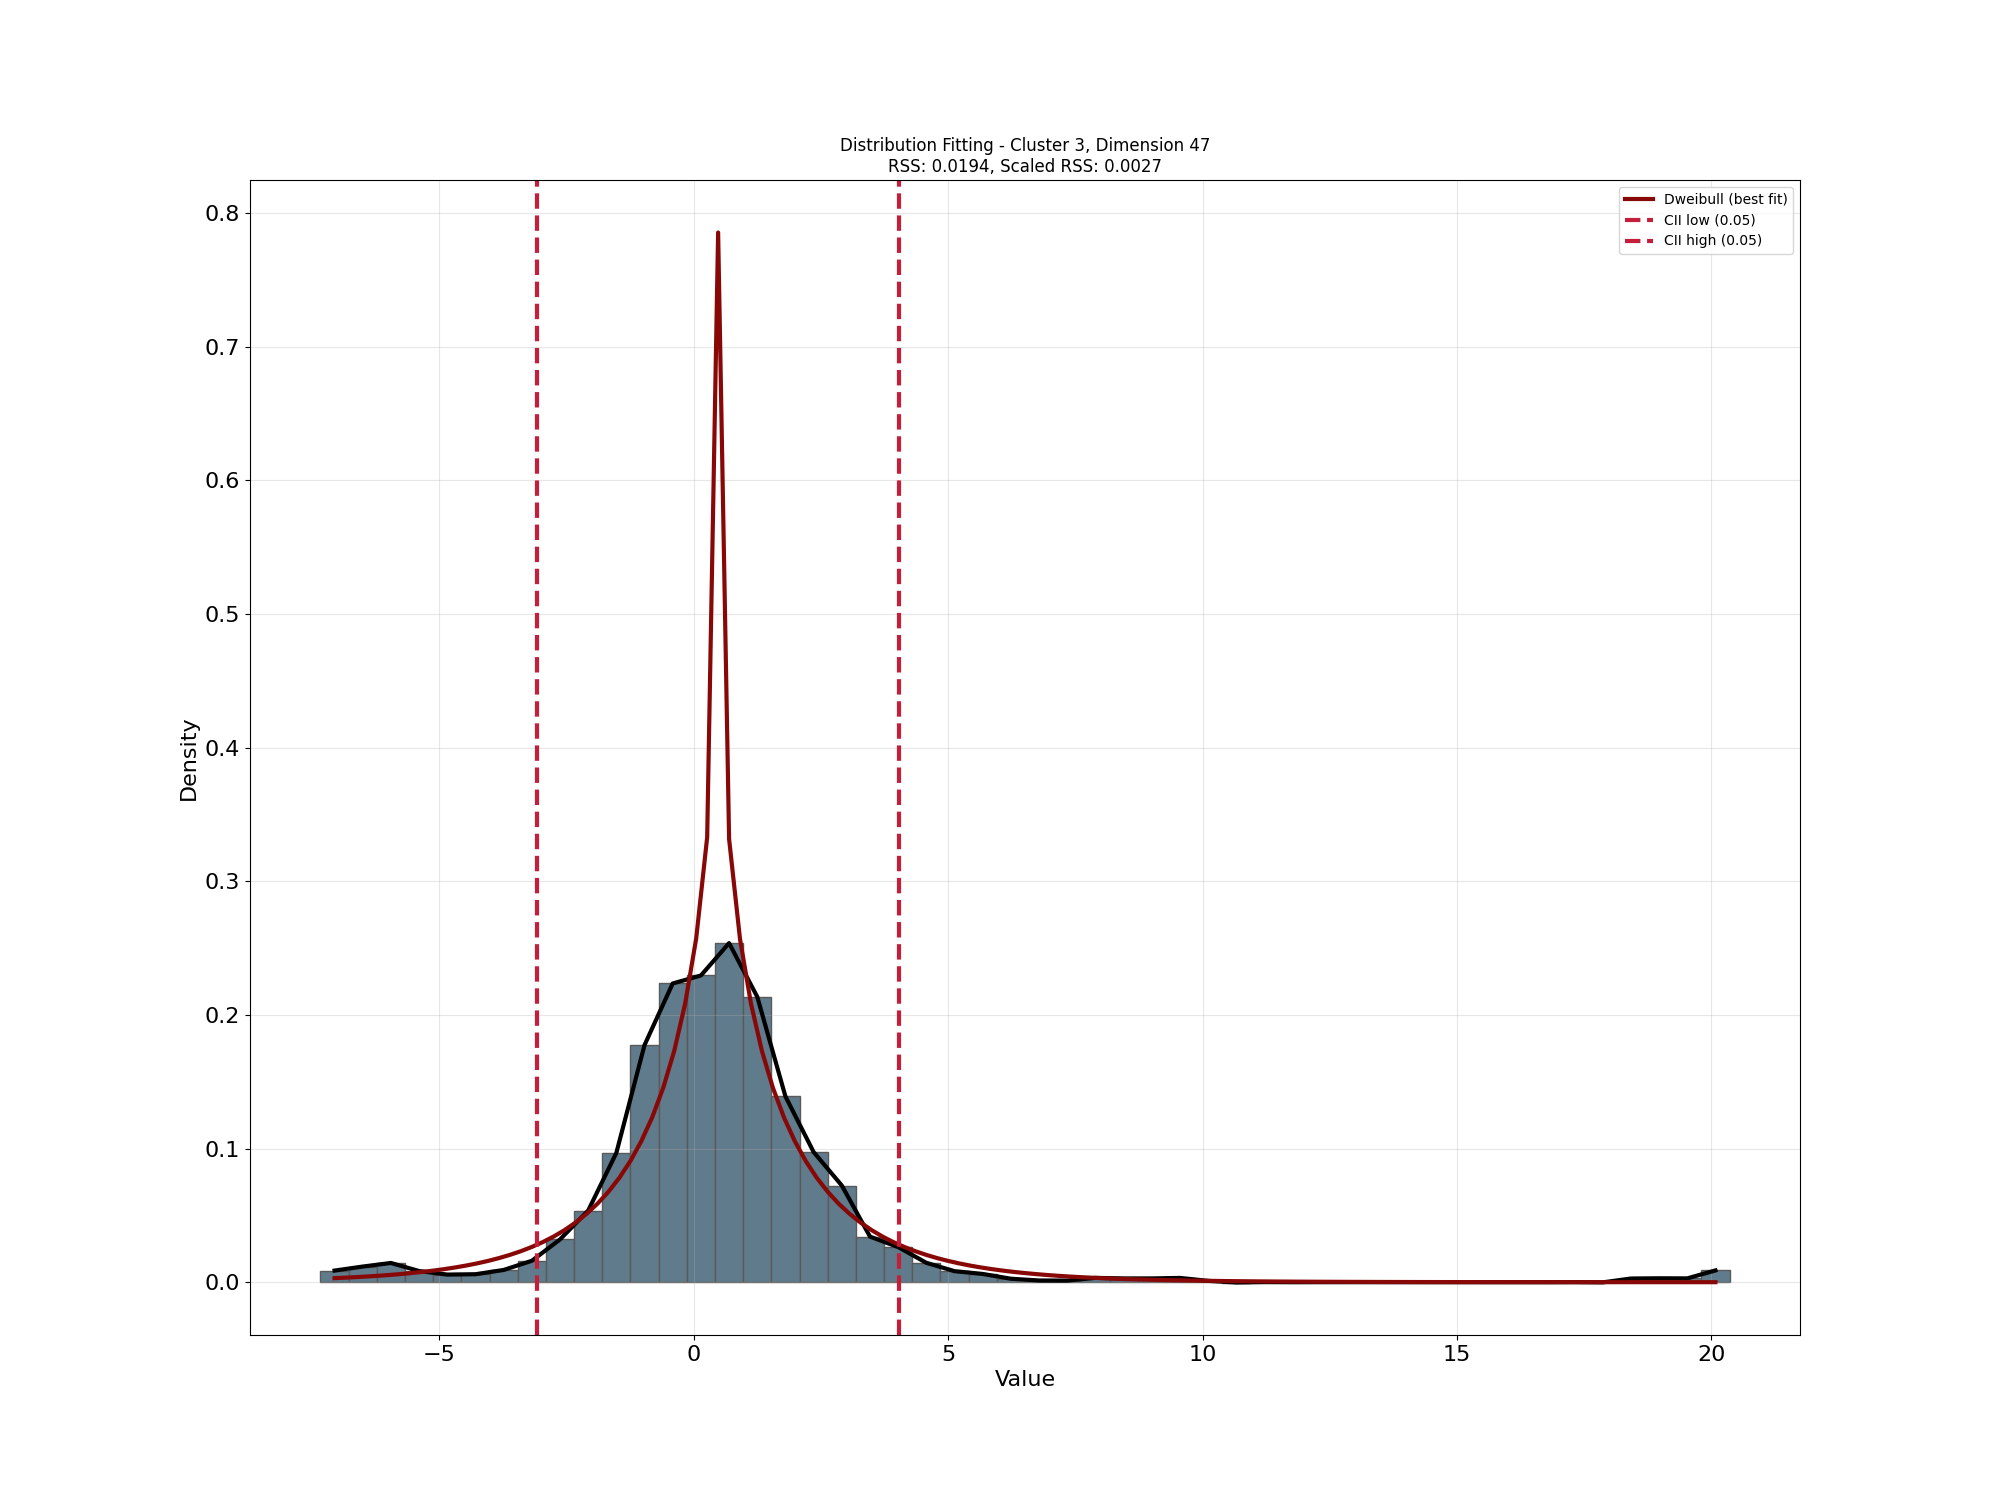 Distribution Fitting - Cluster 3, Dimension 47
RSS: 0.0194, Scaled RSS: 0.0027
Dweibull (best fit)
CII low (0.05)
CII high (0.05)
0.8
0.7
0.6
0.5
0.4
0.3
0.2
0.1
0.0
Density
−5 0 5 10 15 20
Value